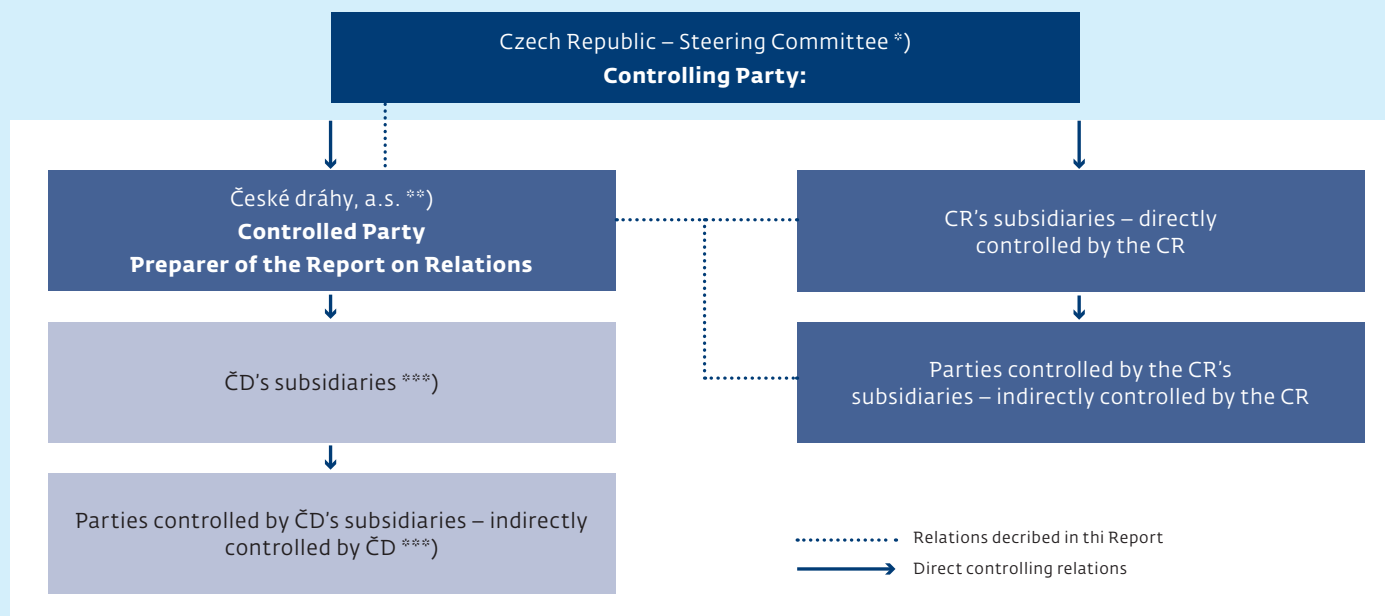 Czech Republic – Steering Committee *)
Controlling Party:
České dráhy, a.s. **)
Controlled Party
Preparer of the Report on Relations
CR's subsidiaries – directly
controlled by the CR
ČD's subsidiaries ***)
Parties controlled by the CR's
subsidiaries – indirectly controlled by the CR
Parties controlled by ČD's subsidiaries – indirectly
controlled by ČD ***)
Relations decribed in thi Report
Direct controlling relations